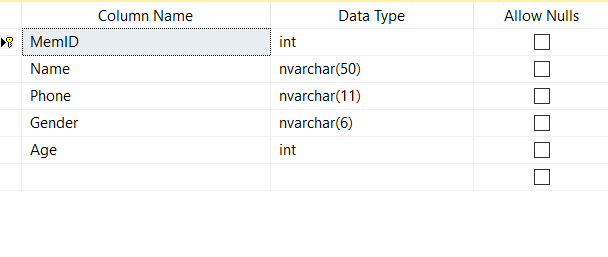 Column Name Data Type Allow Nulls
MemID int
Name nvarchar(50)
Phone nvarchar(11)
Gender nvarchar(6)
Age int